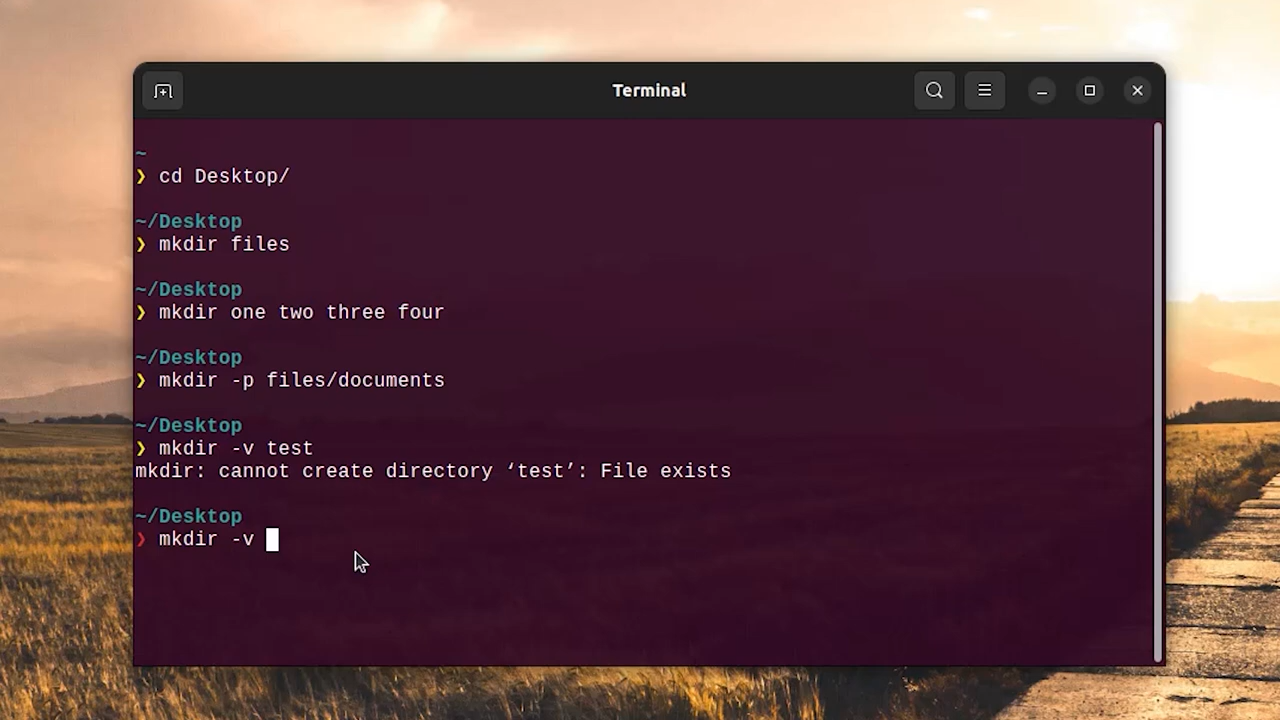 Terminal
~
❯ cd Desktop/
~/Desktop
❯ mkdir files
~/Desktop
❯ mkdir one two three four
~/Desktop
❯ mkdir -p files/documents
~/Desktop
❯ mkdir -v test
mkdir: cannot create directory ‘test’: File exists
~/Desktop
❯ mkdir -v